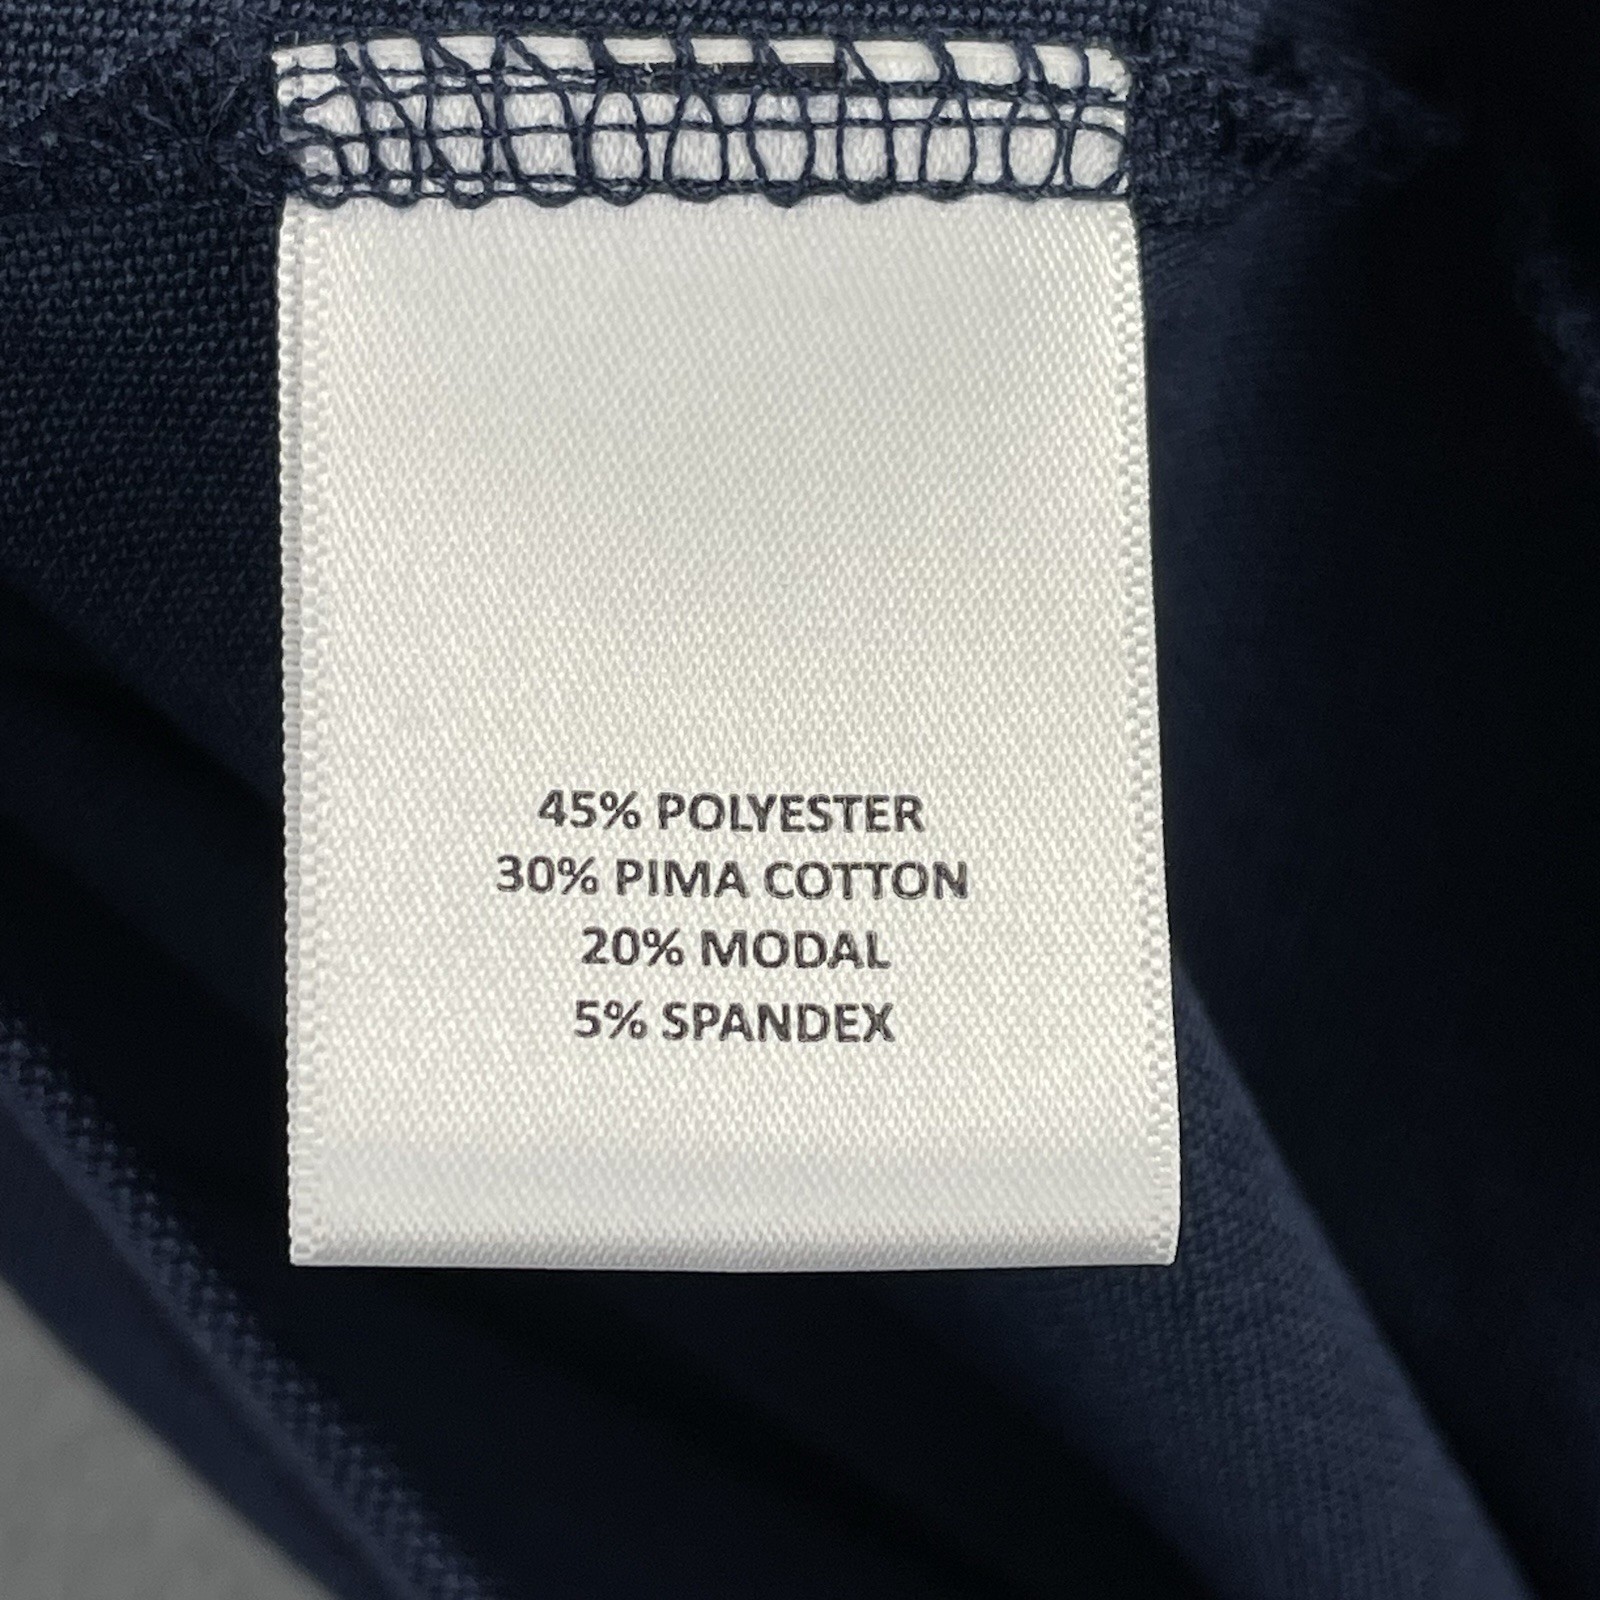 45% POLYESTER
30% PIMA COTTON
20% MODAL
5% SPANDEX